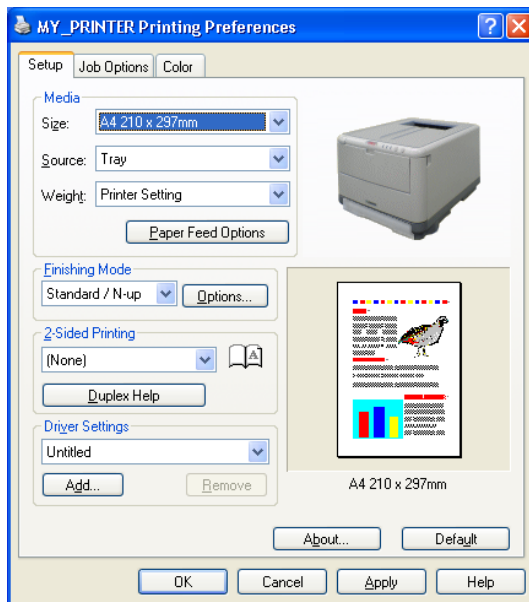 MY_PRINTER Printing Preferences
Setup Job Options Color
Media
Size: A4 210 x 297mm
Source: Tray
Weight: Printer Setting
Paper Feed Options
Finishing Mode
Standard / N-up Options...
2-Sided Printing
(None) A
Duplex Help
Driver Settings
Untitled
Add... Remove
A4 210 x 297mm
About... Default
OK Cancel Apply Help